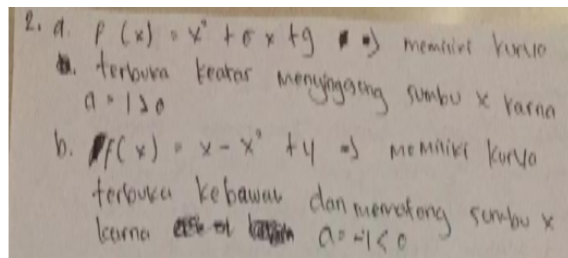 2. a. f(x) = x² + 6x + 9 => memiliki kurva
terbuka keatas menyinggung sumbu x karna
a = 1 > 0
b. f(x) = x - x² + 4 => memiliki kurva
terbuka kebawah dan memotong sumbu x
karna a = -1 < 0